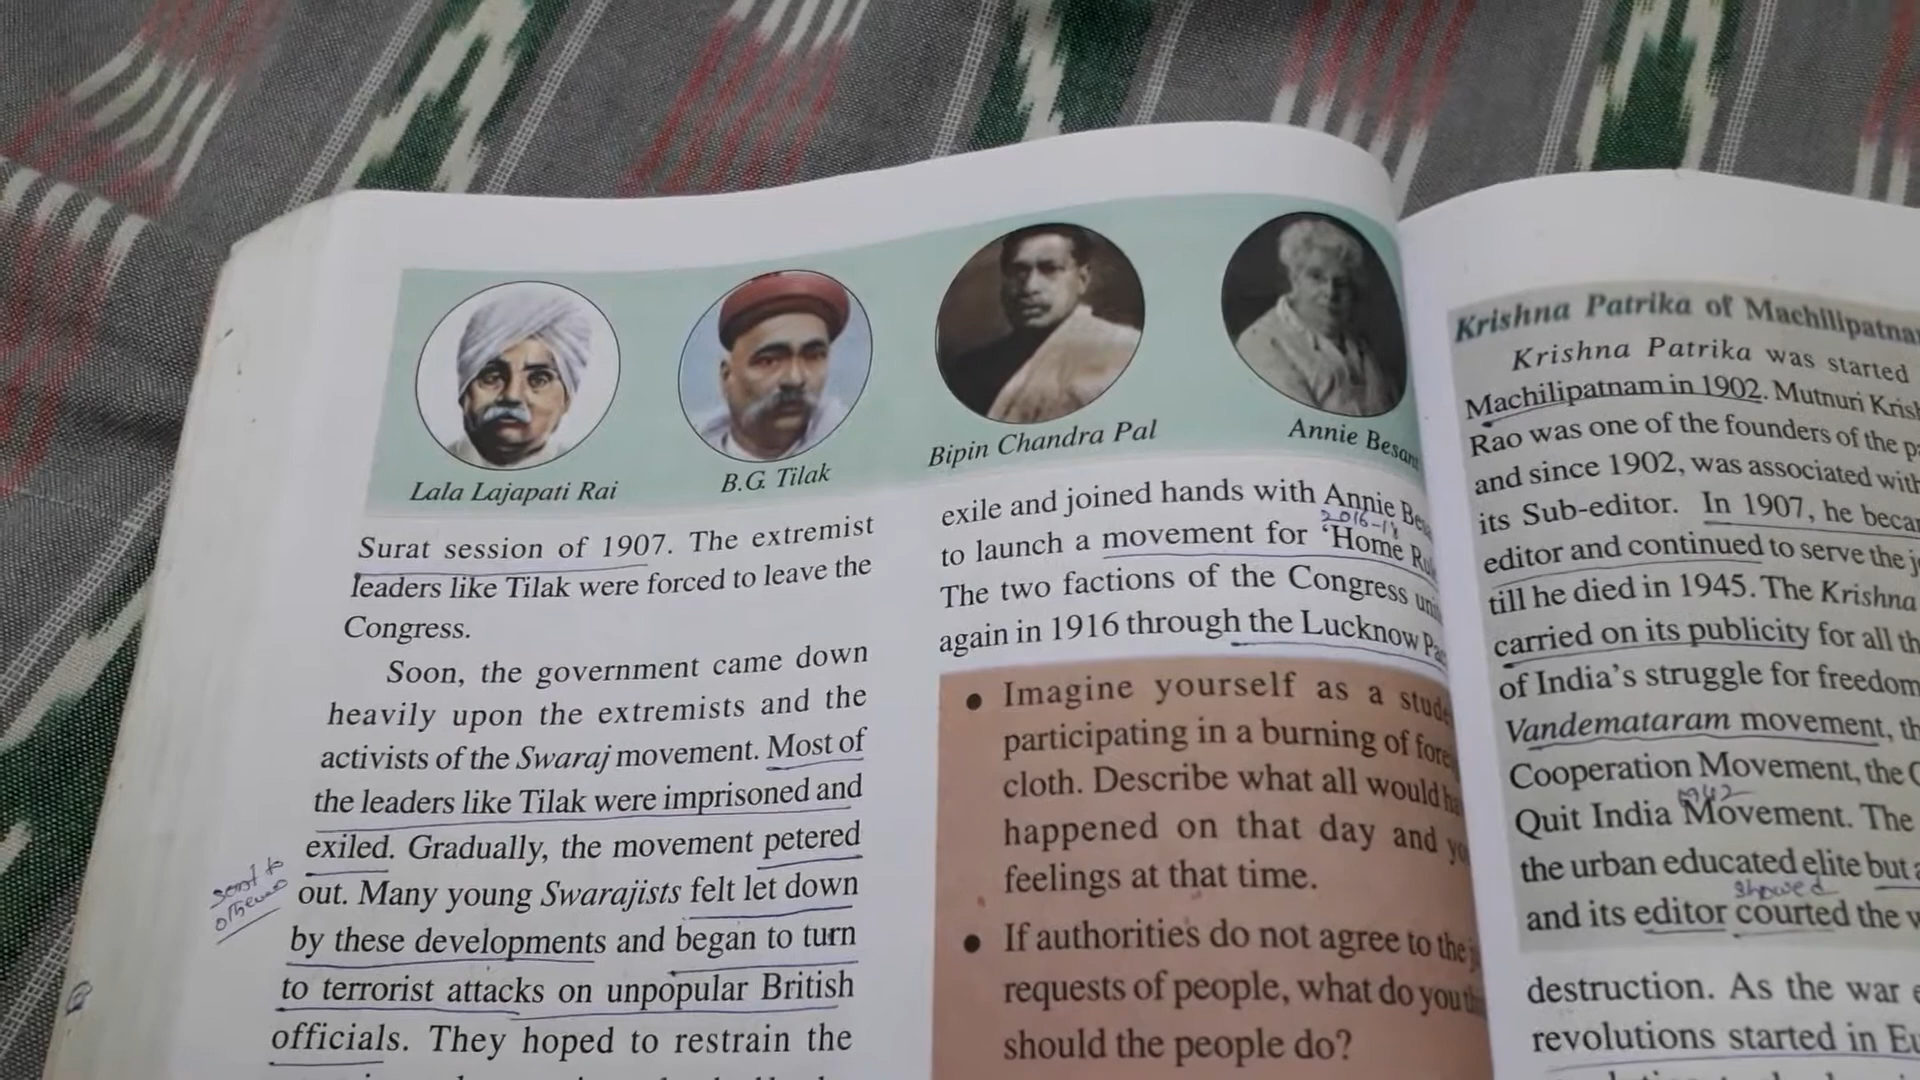 Lala Lajapati Rai
B.G. Tilak
Bipin Chandra Pal
Annie Besan
Surat session of 1907. The extremist
leaders like Tilak were forced to leave the
Congress.
Soon, the government came down
heavily upon the extremists and the
activists of the Swaraj movement. Most of
the leaders like Tilak were imprisoned and
exiled. Gradually, the movement petered
sent to
out. Many young Swarajists felt let down
by these developments and began to turn
to terrorist attacks on unpopular British
officials. They hoped to restrain the
exile and joined hands with Annie Be
2016-18
to launch a movement for 'Home Ru
The two factions of the Congress uni
again in 1916 through the Lucknow Pa
• Imagine yourself as a stude
participating in a burning of fore
cloth. Describe what all would ha
happened on that day and yo
feelings at that time.
• If authorities do not agree to the j
requests of people, what do you th
should the people do?
Krishna Patrika of Machilipatna
Krishna Patrika was started
Machilipatnam in 1902. Mutnuri Krish
Rao was one of the founders of the pa
and since 1902, was associated with
its Sub-editor. In 1907, he becar
editor and continued to serve the j
till he died in 1945. The Krishna
carried on its publicity for all th
of India's struggle for freedom
Vandemataram movement, th
Cooperation Movement, the C
1942
Quit India Movement. The
the urban educated elite but a
showed
and its editor courted the w
destruction. As the war e
revolutions started in Eu